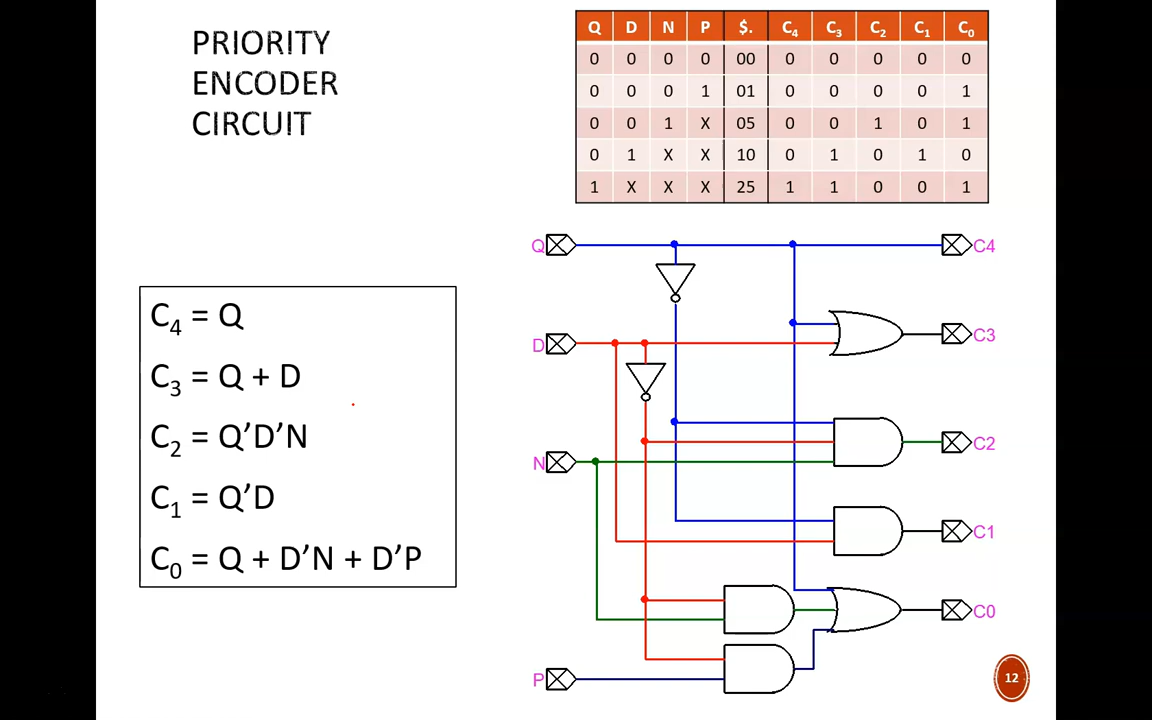 PRIORITY
ENCODER
CIRCUIT
Q D N P $. C₄ C₃ C₂ C₁ C₀
0 0 0 0 00 0 0 0 0 0
0 0 0 1 01 0 0 0 0 1
0 0 1 X 05 0 0 1 0 1
0 1 X X 10 0 1 0 1 0
1 X X X 25 1 1 0 0 1
C₄ = Q
C₃ = Q + D
C₂ = Q’D’N
C₁ = Q’D
C₀ = Q + D’N + D’P
Q C4
D C3
N C2
C1
C0
P
12